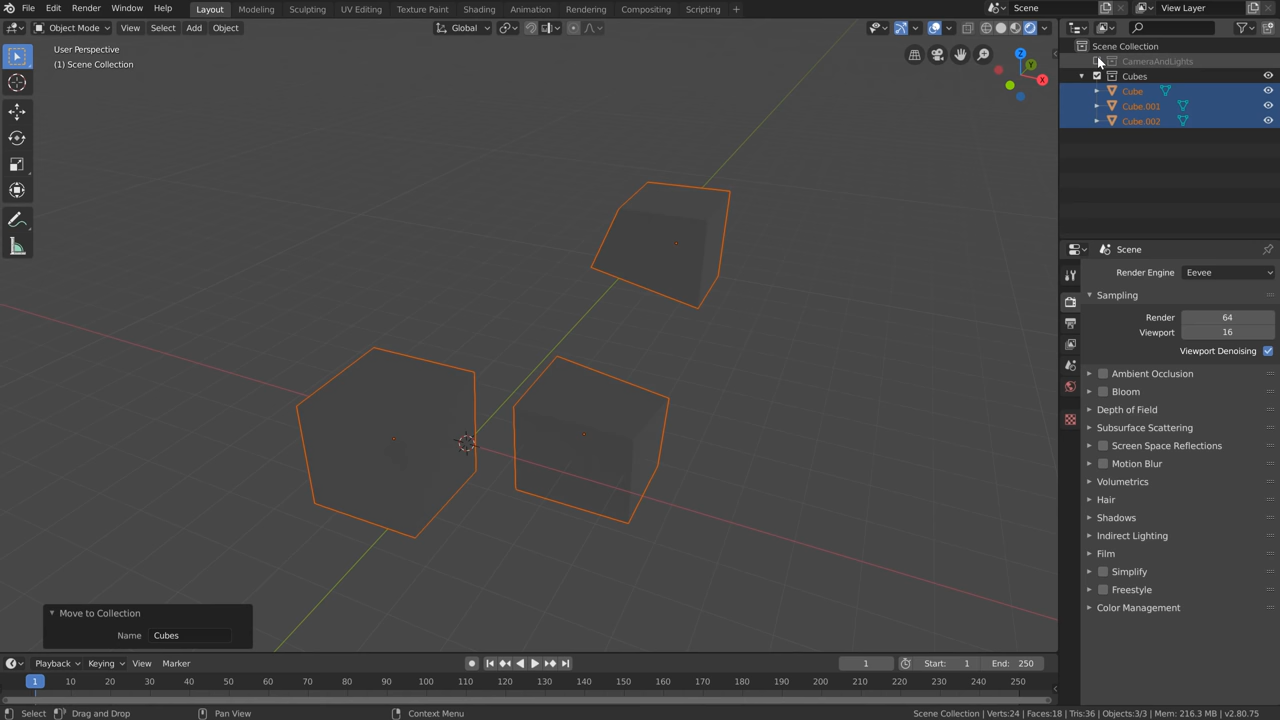 File Edit Render Window Help Layout Modeling Sculpting UV Editing Texture Paint Shading Animation Rendering Compositing Scripting + Scene View Layer
Object Mode View Select Add Object Global
User Perspective
(1) Scene Collection
Scene Collection
CameraAndLights
Cubes
Cube
Cube.001
Cube.002
Z
Y
X
Scene
Render Engine Eevee
Sampling
Render 64
Viewport 16
Viewport Denoising
Ambient Occlusion
Bloom
Depth of Field
Subsurface Scattering
Screen Space Reflections
Motion Blur
Volumetrics
Hair
Shadows
Indirect Lighting
Film
Simplify
Freestyle
Color Management
Move to Collection
Name Cubes
Playback Keying View Marker 1 Start: 1 End: 250
1 10 20 30 40 50 60 70 80 90 100 110 120 130 140 150 160 170 180 190 200 210 220 230 240 250
Select Drag and Drop Pan View Context Menu Scene Collection | Verts:24 | Faces:18 | Tris:36 | Objects:3/3 | Mem: 216.3 MB | v2.80.75